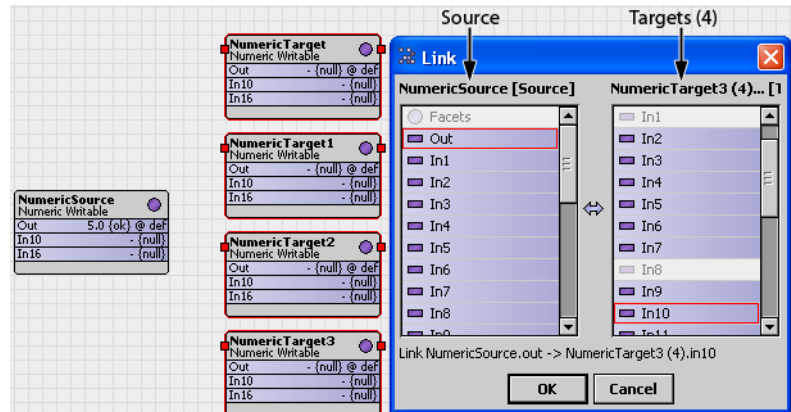 Source
Targets (4)
NumericTarget
Numeric Writable
Out - {null} @ def
In10 - {null}
In16 - {null}
NumericTarget1
Numeric Writable
Out - {null} @ def
In10 - {null}
In16 - {null}
NumericSource
Numeric Writable
Out 5.0 {ok} @ def
In10 - {null}
In16 - {null}
NumericTarget2
Numeric Writable
Out - {null} @ def
In10 - {null}
In16 - {null}
NumericTarget3
Numeric Writable
Out - {null} @ def
In10 - {null}
In16 - {null}
Link
NumericSource [Source]
Facets
Out
In1
In2
In3
In4
In5
In6
In7
In8
In9
NumericTarget3 (4)... [T
In1
In2
In3
In4
In5
In6
In7
In8
In9
In10
In11
Link NumericSource.out -> NumericTarget3 (4).in10
OK
Cancel